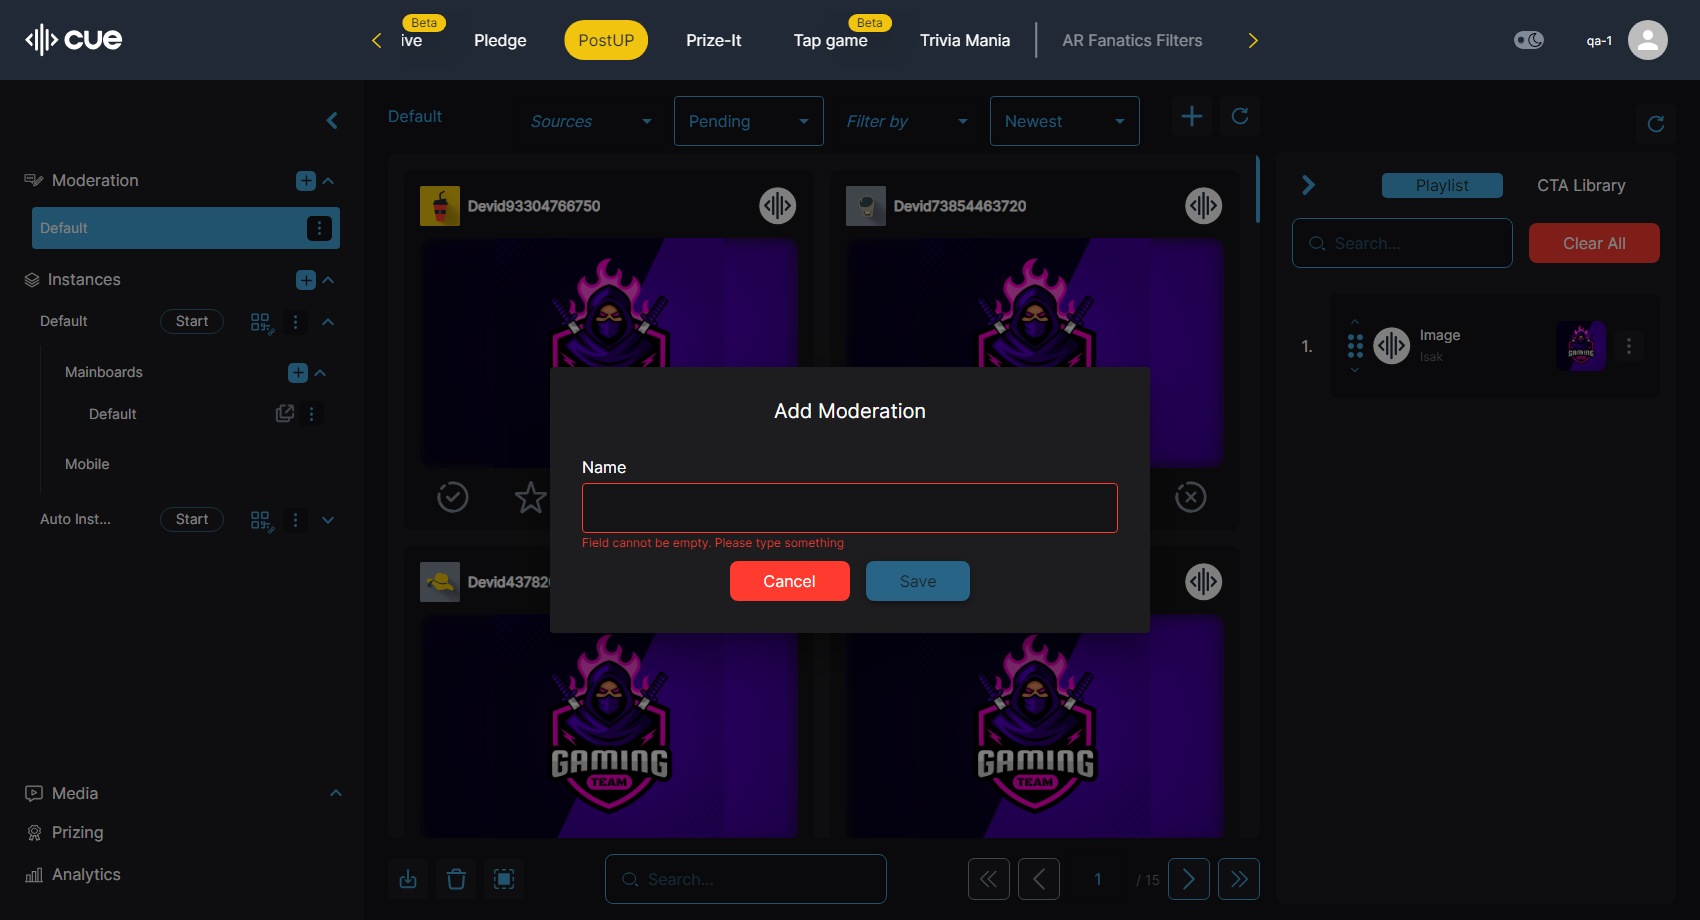 cue
Beta
ive
Pledge
PostUP
Prize-It
Beta
Tap game
Trivia Mania
AR Fanatics Filters
qa-1
Moderation
Default
Instances
Default
Start
Mainboards
Default
Mobile
Auto Inst...
Start
Media
Prizing
Analytics
Default
Sources
Pending
Filter by
Newest
Devid93304766750
Devid73854463720
Devid437820
GAMING
TEAM
GAMING
TEAM
Add Moderation
Name
Field cannot be empty. Please type something
Cancel
Save
Search...
1
/ 15
Playlist
CTA Library
Search...
Clear All
1.
Image
Isak
GAMING